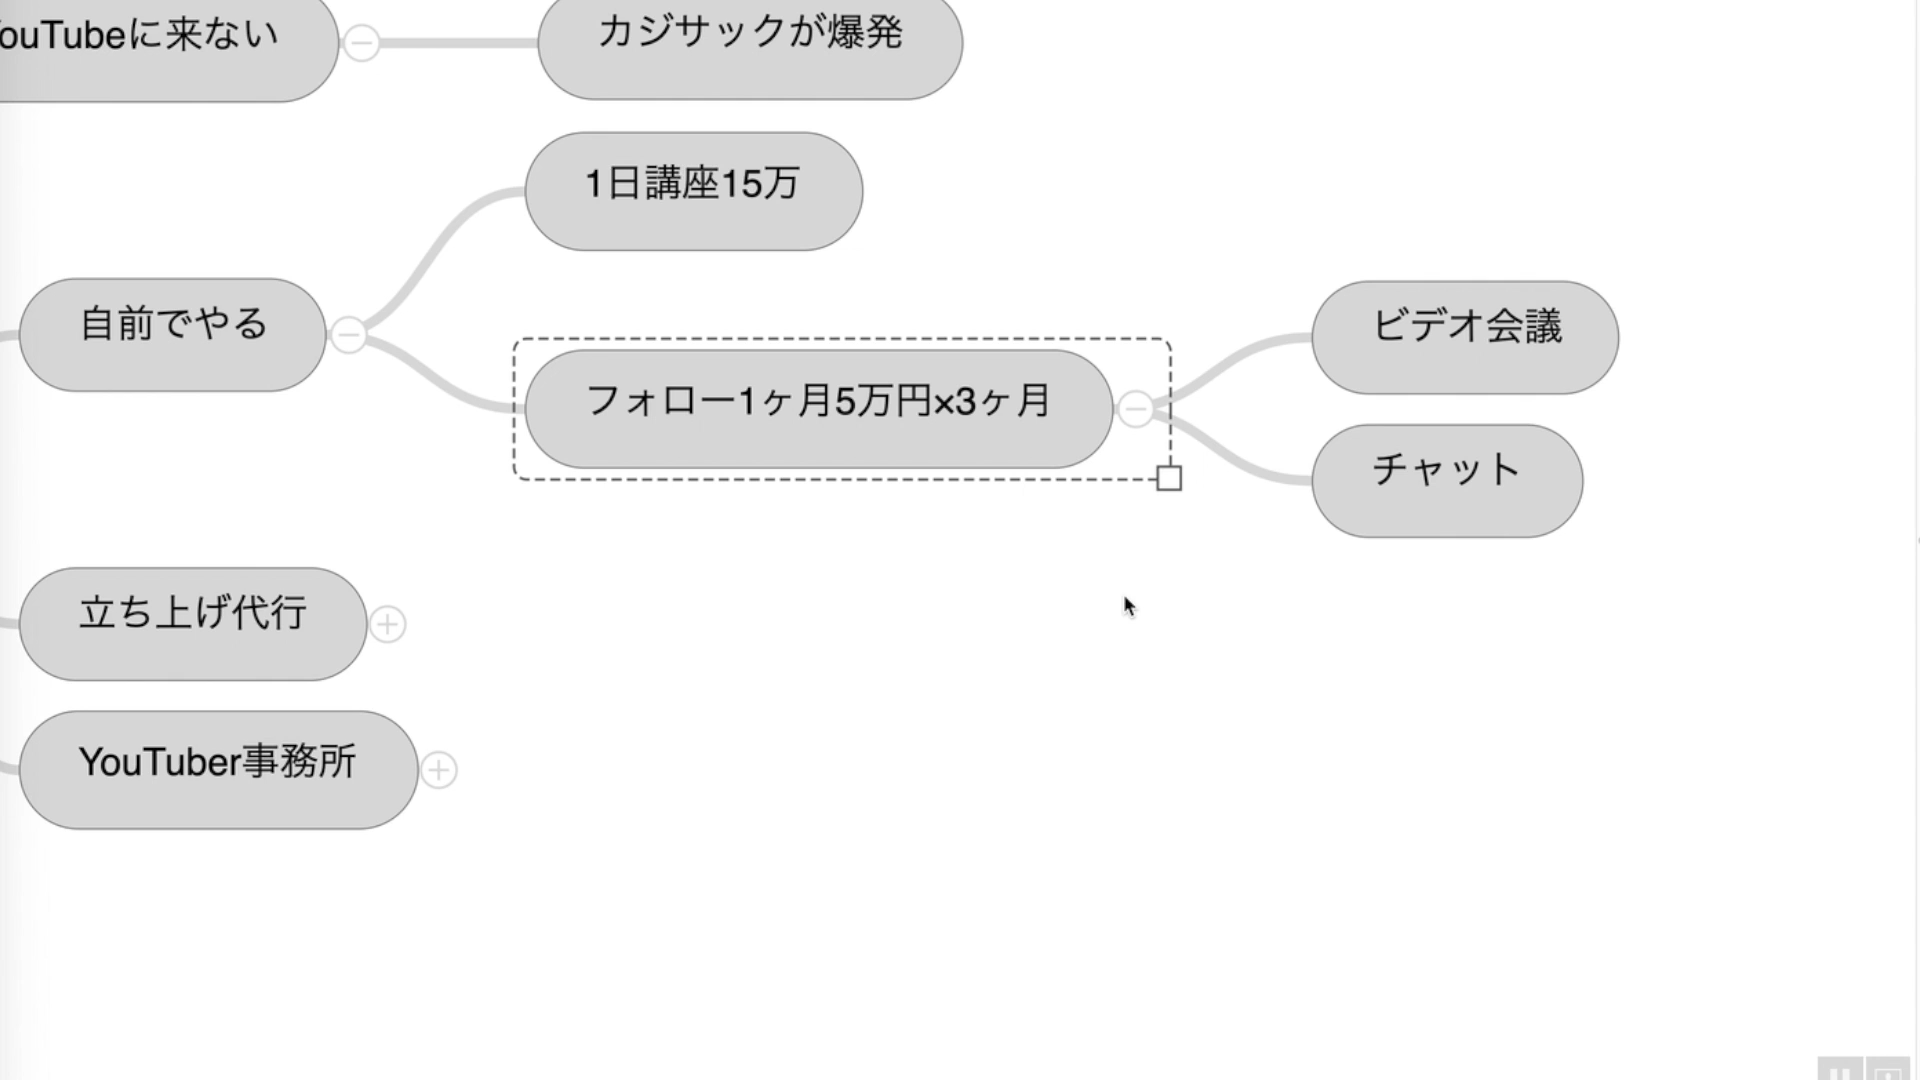 ouTubeに来ない
カジサックが爆発
1日講座15万
自前でやる
フォロー1ヶ月5万円×3ヶ月
ビデオ会議
チャット
立ち上げ代行
YouTuber事務所